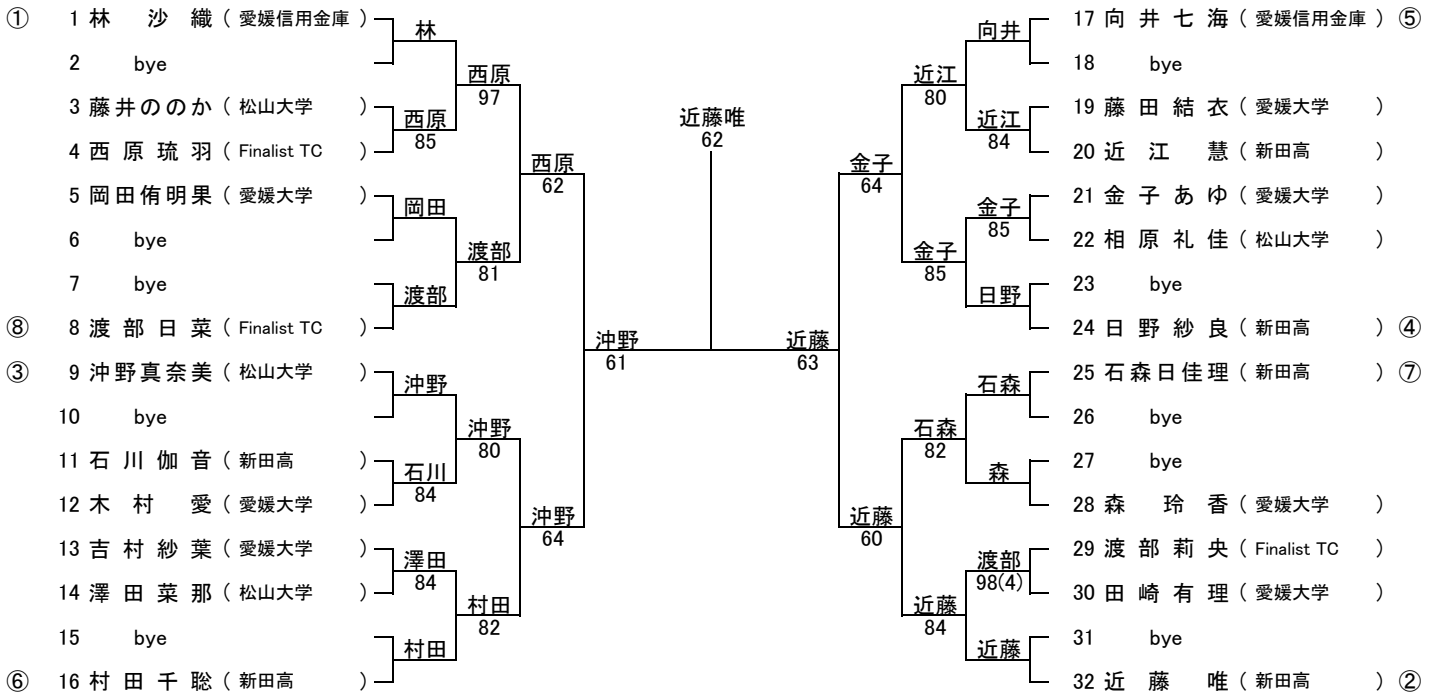 ① 1 林 沙 織 ( 愛媛信用金庫 ) 向井 17 向 井 七 海 ( 愛媛信用金庫 ) ⑤
林
2 bye 18 bye
西原 近江
97 80
3 藤井ののか ( 松山大学 ) 19 藤 田 結 衣 ( 愛媛大学 )
西原 近藤唯 近江
85 62 84
4 西 原 琉 羽 ( Finalist TC ) 20 近 江 慧 ( 新田高 )
西原 金子
62 64
5 岡田侑明果 ( 愛媛大学 ) 21 金 子 あ ゆ ( 愛媛大学 )
岡田 金子
85
6 bye 22 相 原 礼 佳 ( 松山大学 )
渡部 金子
81 85
7 bye 23 bye
渡部 日野
⑧ 8 渡 部 日 菜 ( Finalist TC ) 24 日 野 紗 良 ( 新田高 ) ④
沖野 近藤
61 63
③ 9 沖野真奈美 ( 松山大学 ) 25 石森日佳理 ( 新田高 ) ⑦
沖野 石森
10 bye 26 bye
沖野 石森
80 82
11 石 川 伽 音 ( 新田高 ) 27 bye
石川 森
84
12 木 村 愛 ( 愛媛大学 ) 28 森 玲 香 ( 愛媛大学 )
沖野 近藤
64 60
13 吉 村 紗 葉 ( 愛媛大学 ) 29 渡 部 莉 央 ( Finalist TC )
澤田 渡部
84 98(4)
14 澤 田 菜 那 ( 松山大学 ) 30 田 崎 有 理 ( 愛媛大学 )
村田 近藤
82 84
15 bye 31 bye
村田 近藤
⑥ 16 村 田 千 聡 ( 新田高 ) 32 近 藤 唯 ( 新田高 ) ②